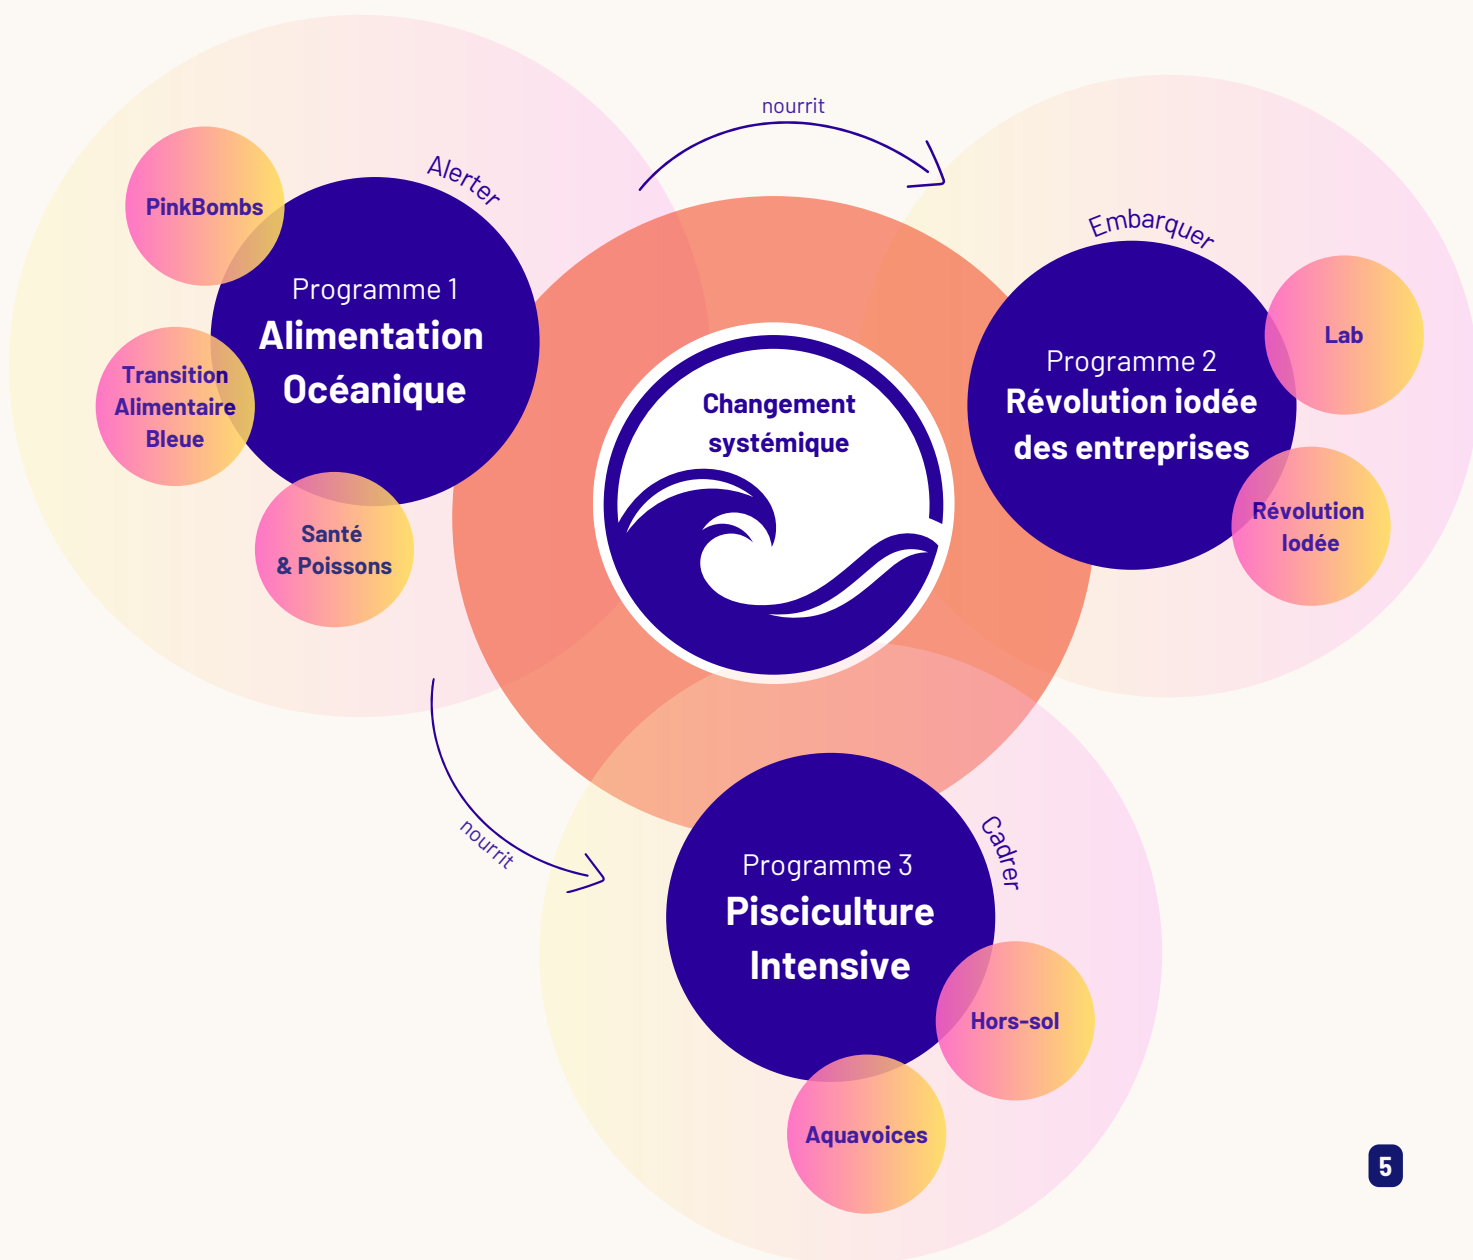 nourrit
Alerter
PinkBombs
Programme 1
Alimentation
Océanique
Transition
Alimentaire
Bleue
Santé
& Poissons
Changement
systémique
Embarquer
Programme 2
Révolution iodée
des entreprises
Lab
Révolution
Iodée
nourrit
Cadrer
Programme 3
Pisciculture
Intensive
Hors-sol
Aquavoices
5